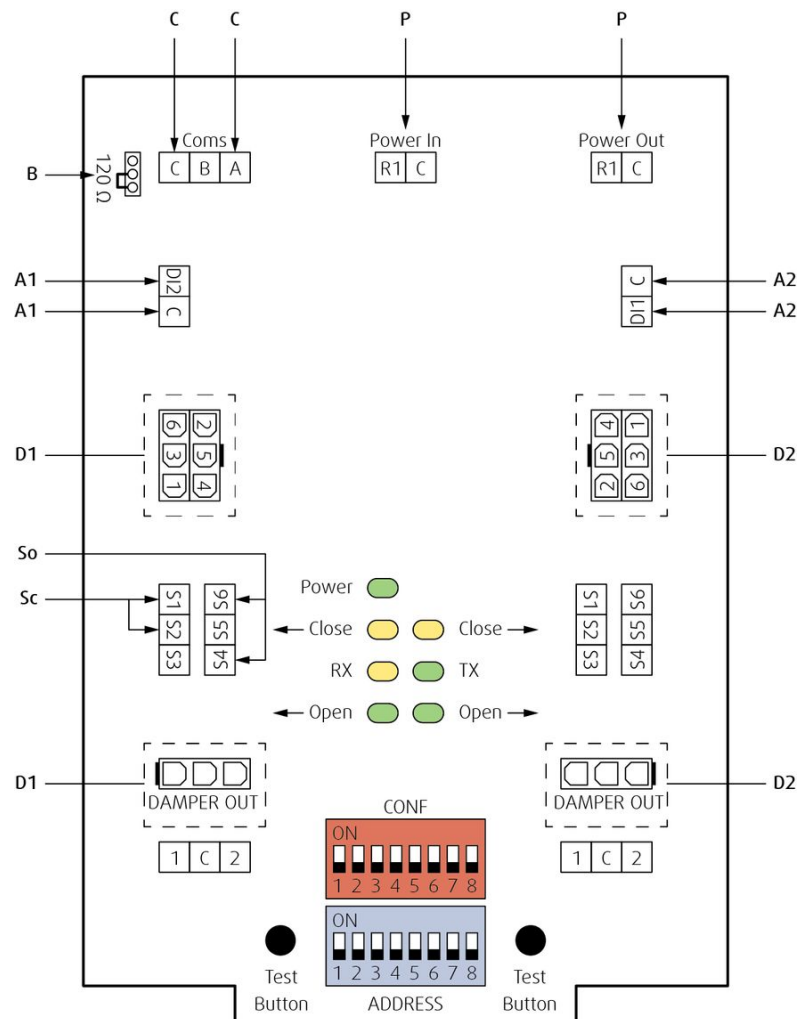 C C P P
Coms Power In Power Out
B 120 Ω C B A R1 C R1 C
A1 DI2 C A2
A1 C DI1 A2
6 2 4 1
D1 3 5 5 3 D2
1 4 2 6
So
Power
Sc S1 S6 Close Close S1 S6
S2 S5 S2 S5
S3 S4 RX TX S3 S4
Open Open
D1 D2
DAMPER OUT DAMPER OUT
CONF
1 C 2 ON 1 C 2
1 2 3 4 5 6 7 8
ON
1 2 3 4 5 6 7 8
Test Test
Button ADDRESS Button